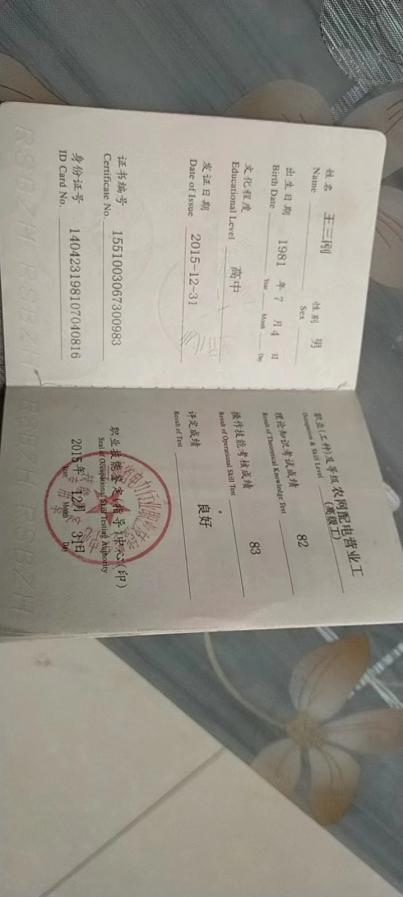 姓名 王三刚 性别 男
Name Sex
出生日期 1981 年 7 月 4 日
Birth Date Year Month Day
文化程度 高中
Educational Level
发证日期 2015-12-31
Date of Issue
证书编号 1551003067300983
Certificate No.
身份证号 140423198107040816
ID Card No.
职业(工种)及等级 农网配电营业工
Occupation & Skill Level (高级工)
理论知识考试成绩 82
Result of Theoretical Knowledge Test
操作技能考核成绩 83
Result of Operational Skill Test
评定成绩 良好
Result of Test
职业技能鉴定(指导)中心(印)
Seal of Occupational Skill Testing Authority
2015年 12月 31日
Year Month Day